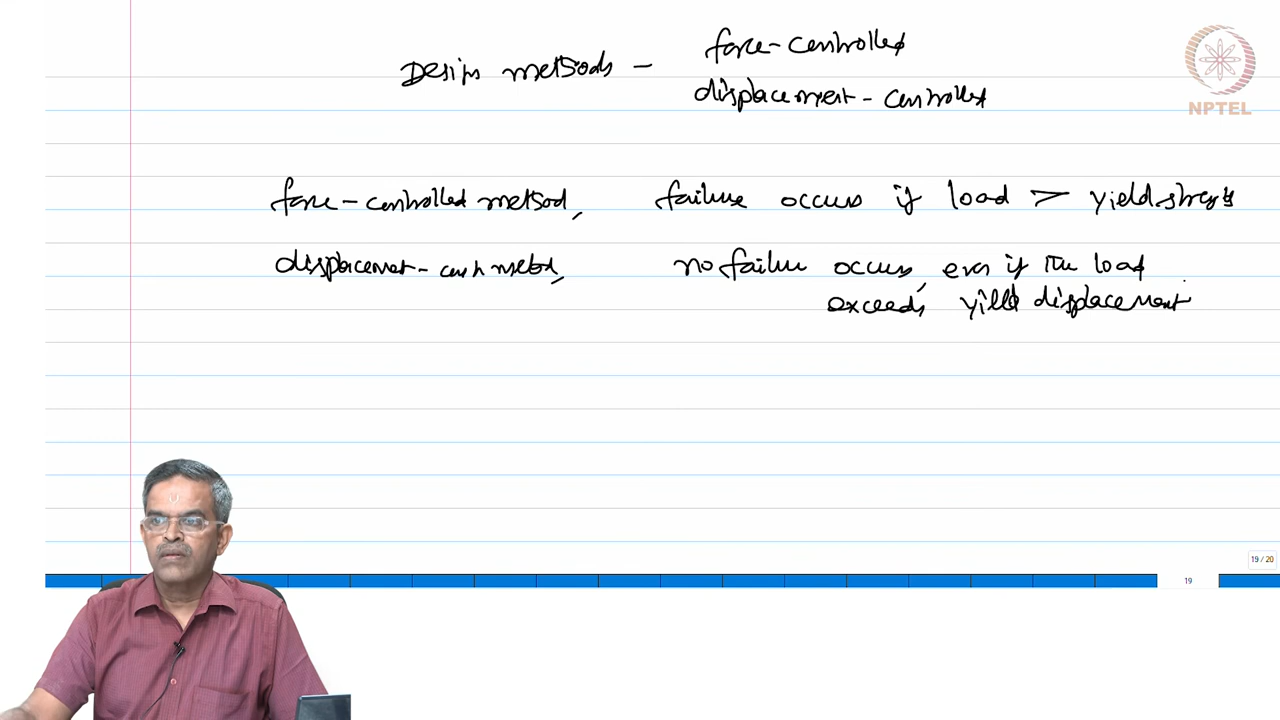 Design methods - force-controlled
displacement-controlled
NPTEL
force-controlled method, failure occurs if load > yield stress
displacement-cont method, no failure occurs, even if the load
exceeds yield displacement
19 / 20
19